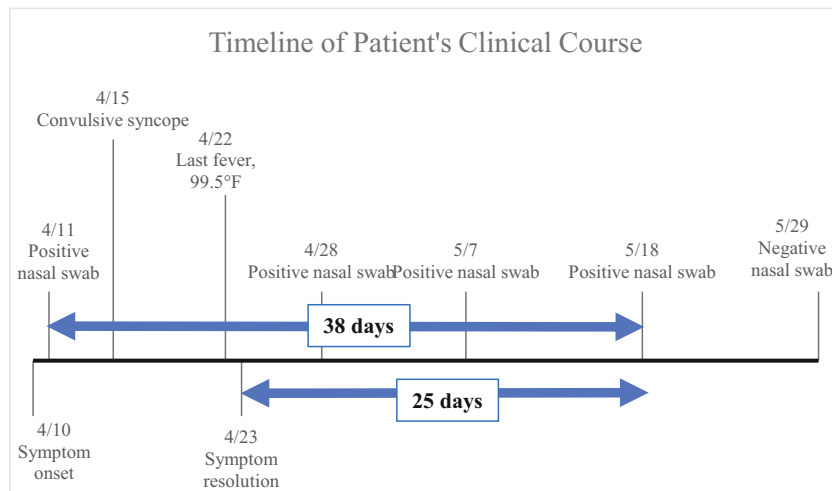 Timeline of Patient's Clinical Course
4/15
Convulsive syncope
4/22
Last fever,
99.5°F
4/11
Positive
nasal swab
4/28
Positive nasal swab
5/7
Positive nasal swab
5/18
Positive nasal swab
5/29
Negative
nasal swab
38 days
25 days
4/10
Symptom
onset
4/23
Symptom
resolution